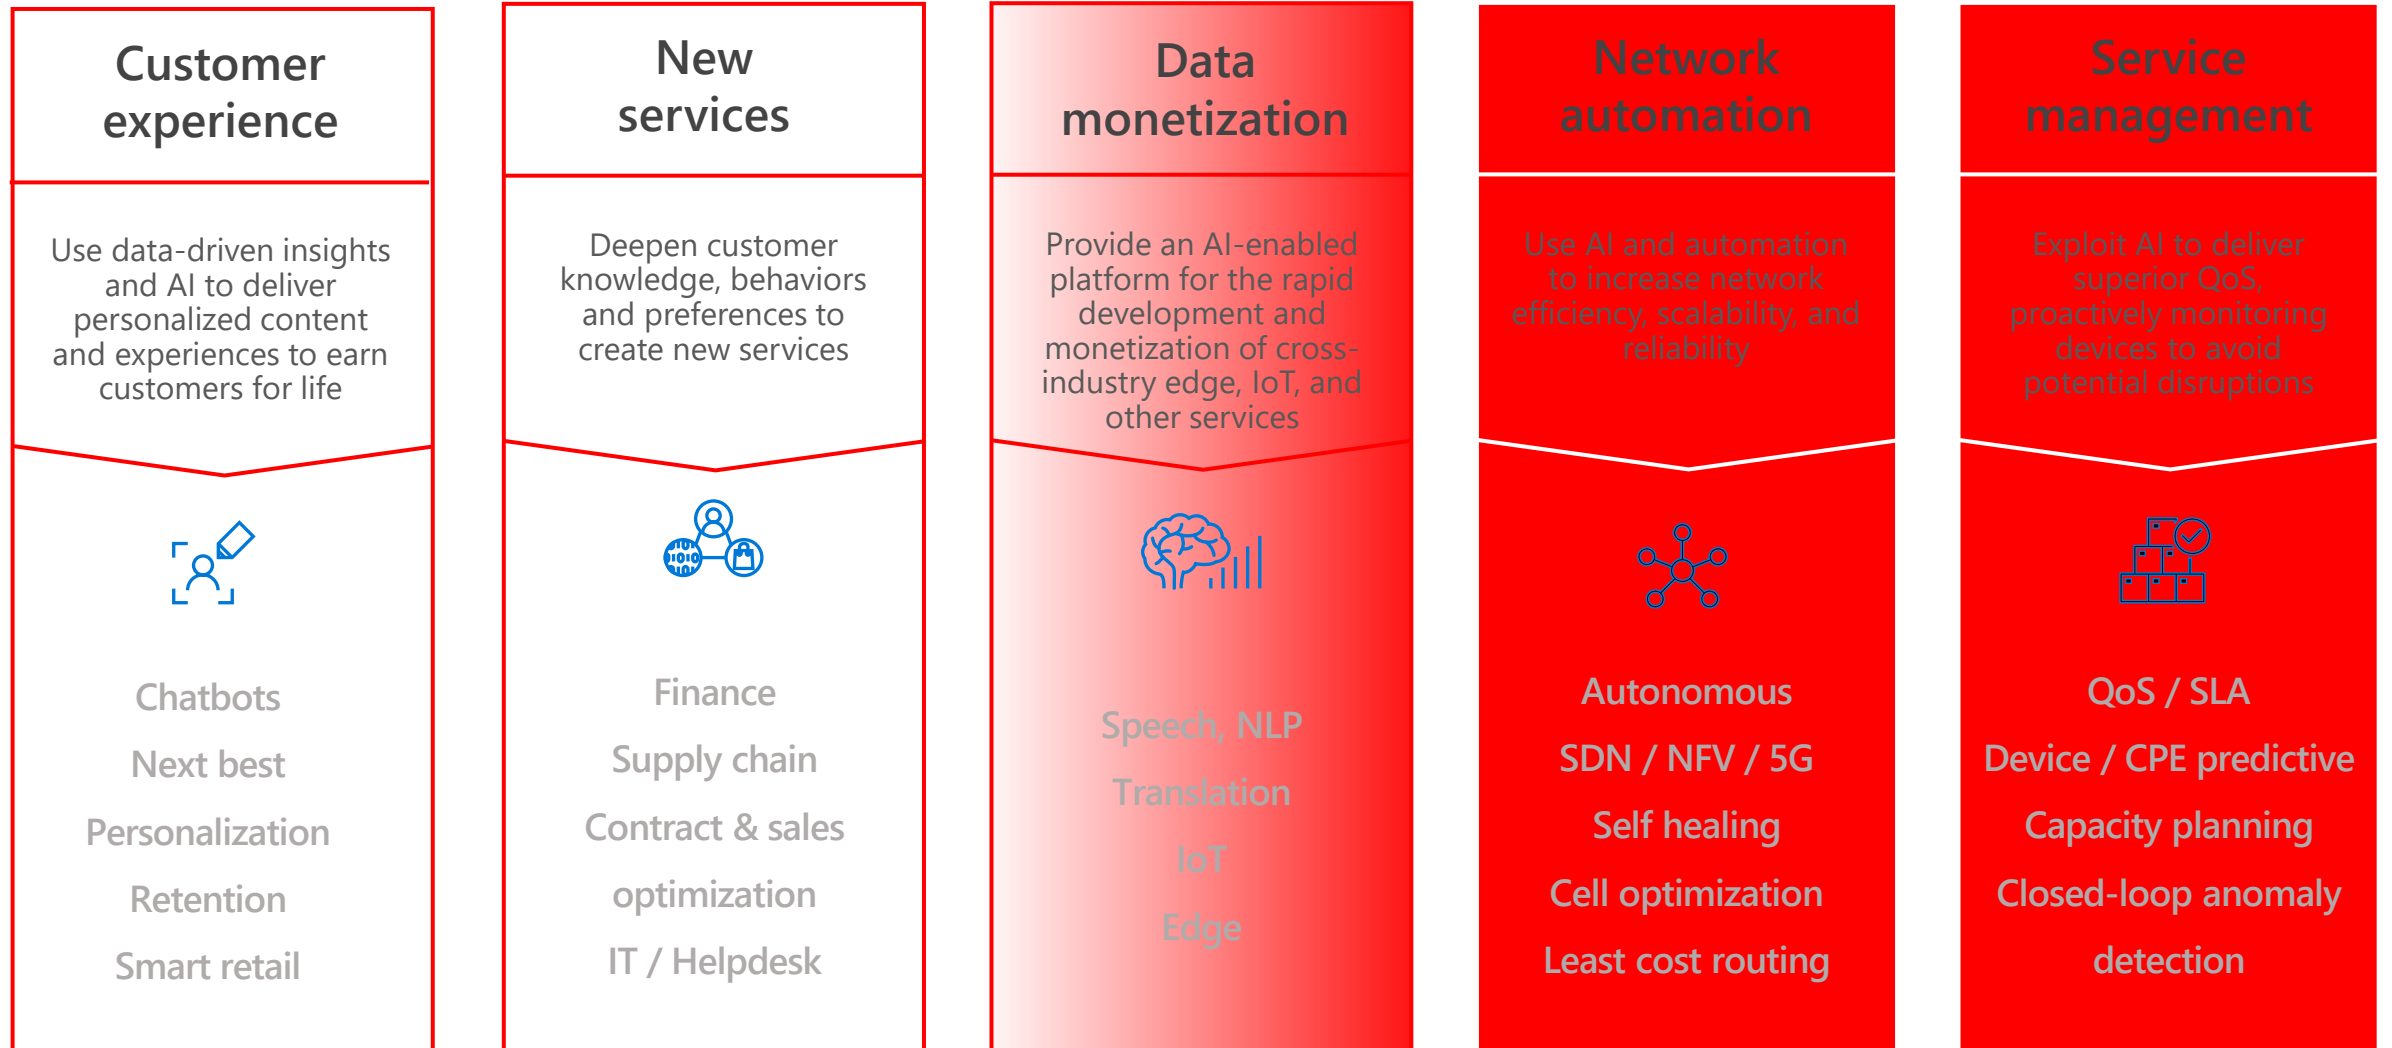 Customer
experience
Use data-driven insights
and AI to deliver
personalized content
and experiences to earn
customers for life
Chatbots
Next best
Personalization
Retention
Smart retail
New
services
Deepen customer
knowledge, behaviors
and preferences to
create new services
Finance
Supply chain
Contract & sales
optimization
IT / Helpdesk
Data
monetization
Provide an AI-enabled
platform for the rapid
development and
monetization of cross-
industry edge, IoT, and
other services
Speech, NLP
Translation
IoT
Edge
Network
automation
Use AI and automation
to increase network
efficiency, scalability, and
reliability
Autonomous
SDN / NFV / 5G
Self healing
Cell optimization
Least cost routing
Service
management
Exploit AI to deliver
superior QoS,
proactively monitoring
devices to avoid
potential disruptions
QoS / SLA
Device / CPE predictive
Capacity planning
Closed-loop anomaly
detection